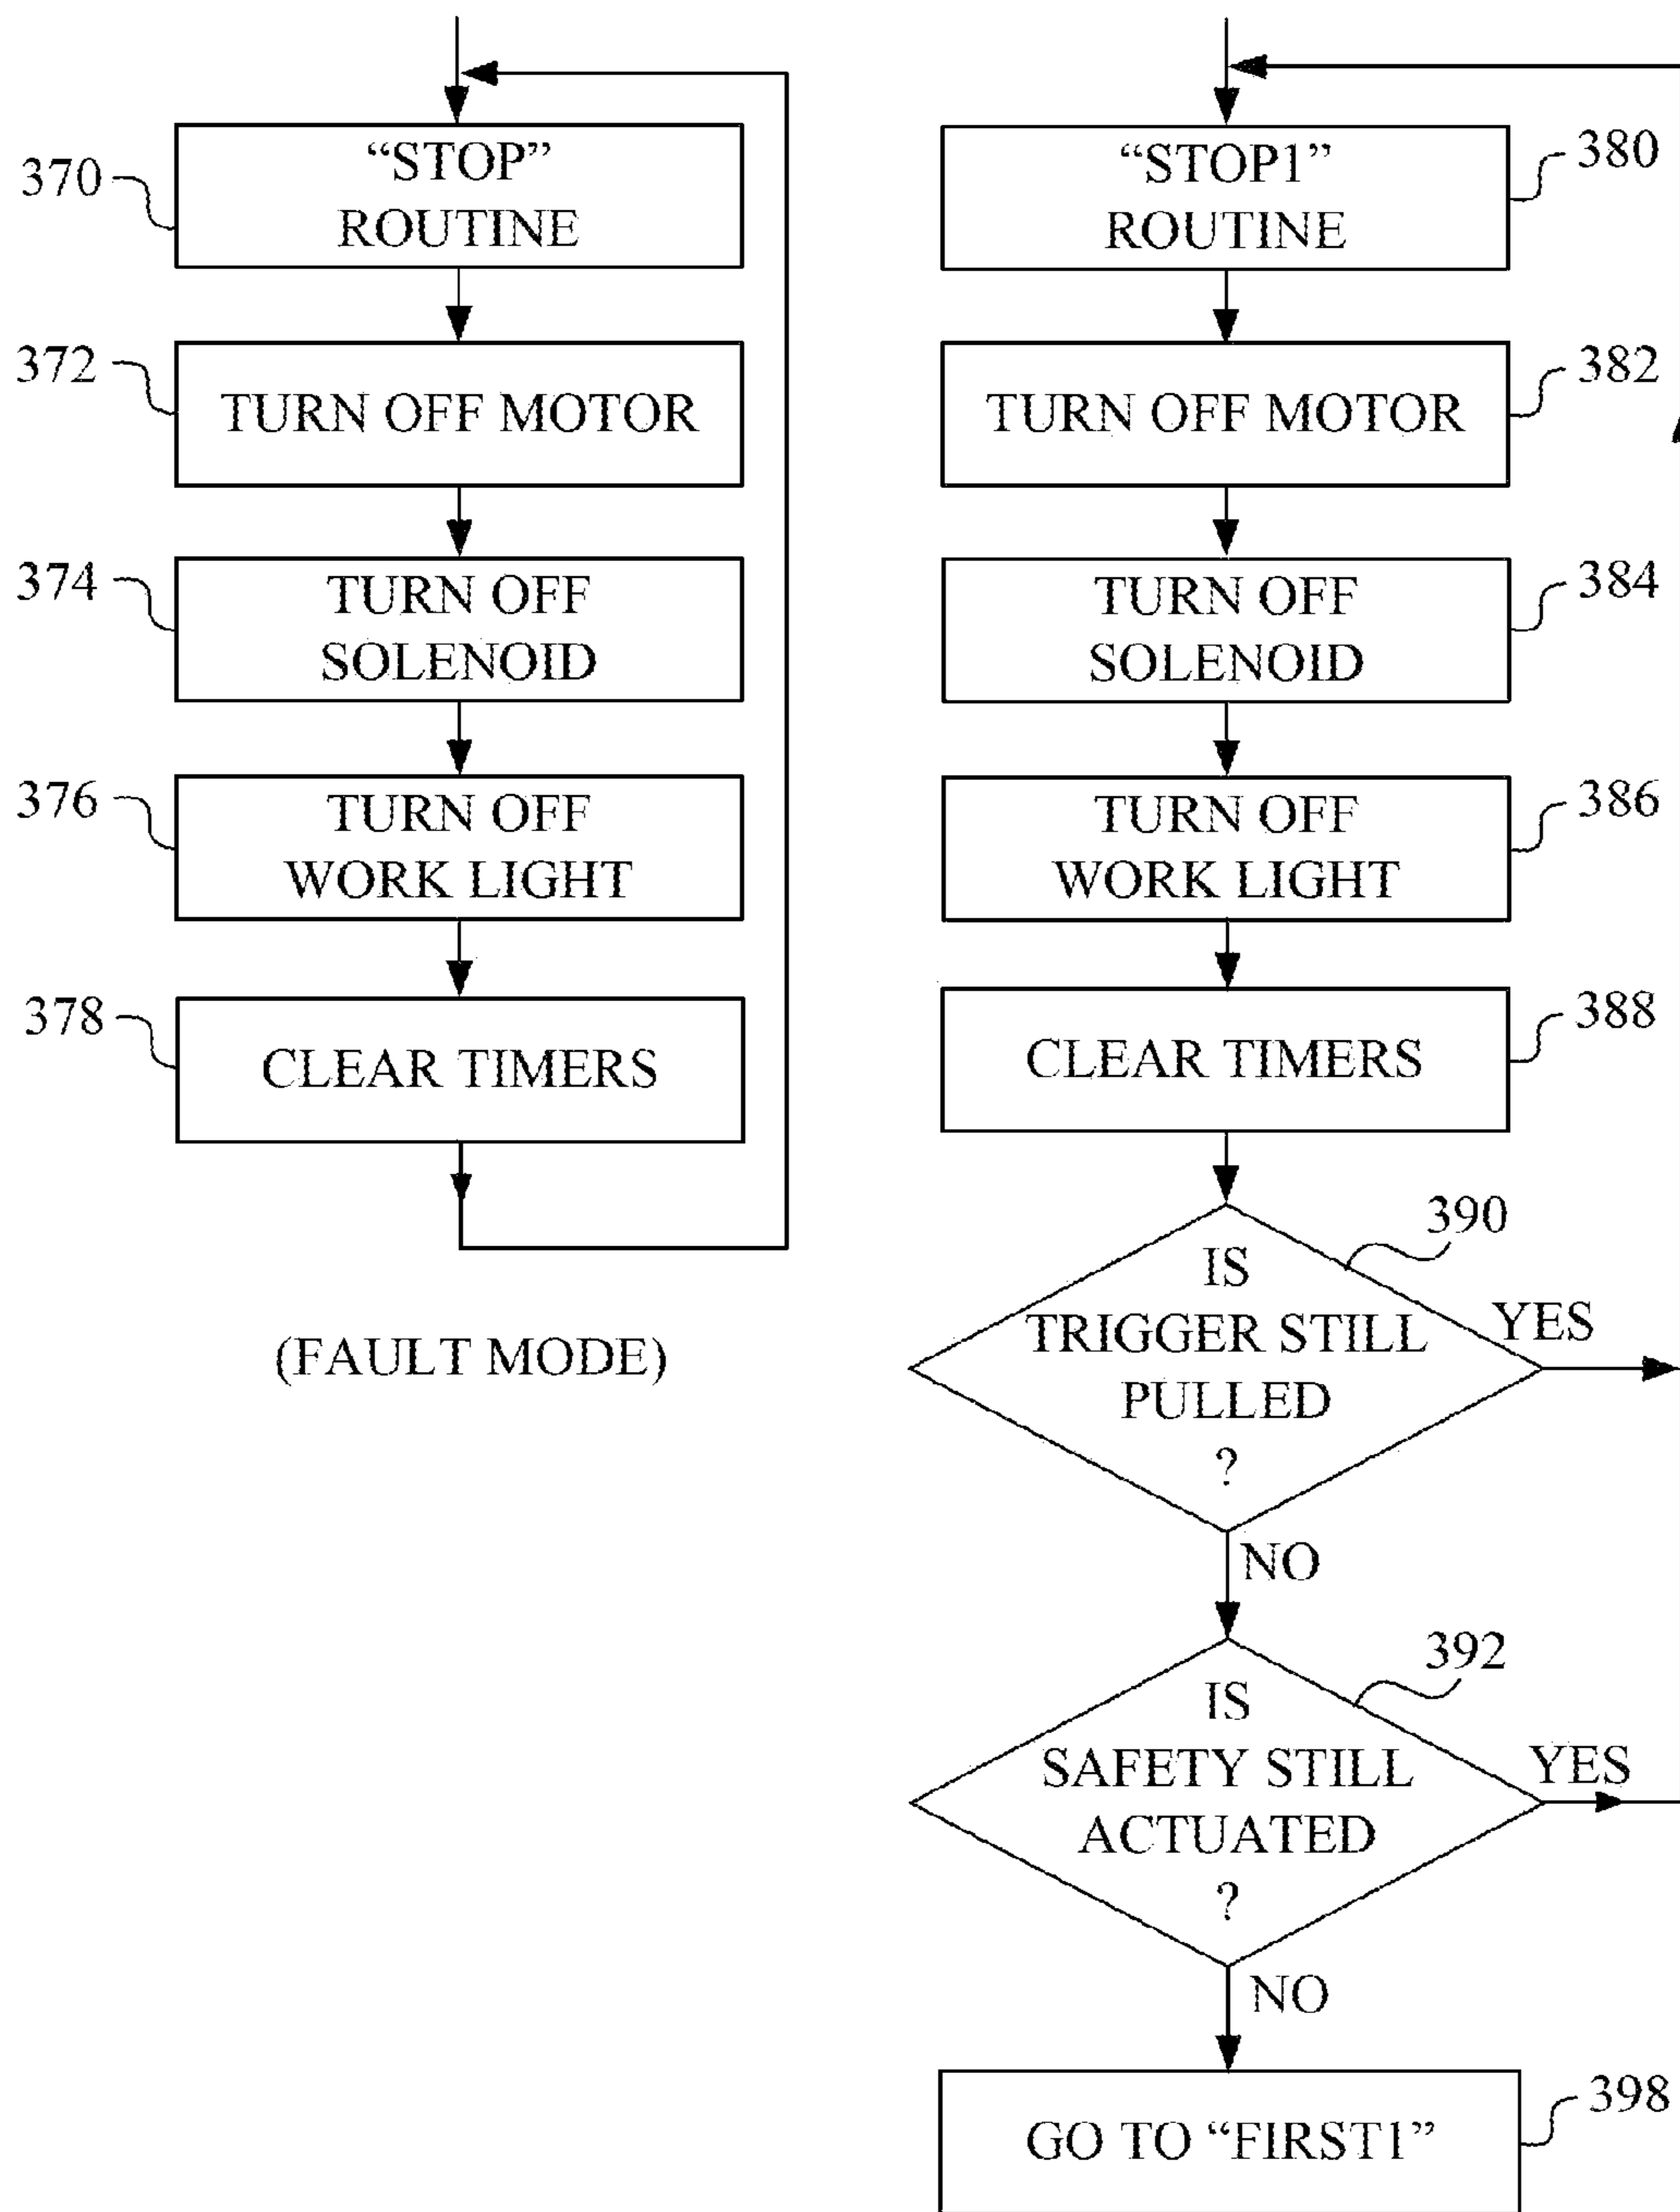 370
“STOP”
ROUTINE
372
TURN OFF MOTOR
374
TURN OFF
SOLENOID
376
TURN OFF
WORK LIGHT
378
CLEAR TIMERS
(FAULT MODE)
“STOP1”
ROUTINE
380
TURN OFF MOTOR
382
TURN OFF
SOLENOID
384
TURN OFF
WORK LIGHT
386
CLEAR TIMERS
388
390
IS
TRIGGER STILL
PULLED
?
YES
NO
392
IS
SAFETY STILL
ACTUATED
?
YES
NO
GO TO “FIRST1”
398